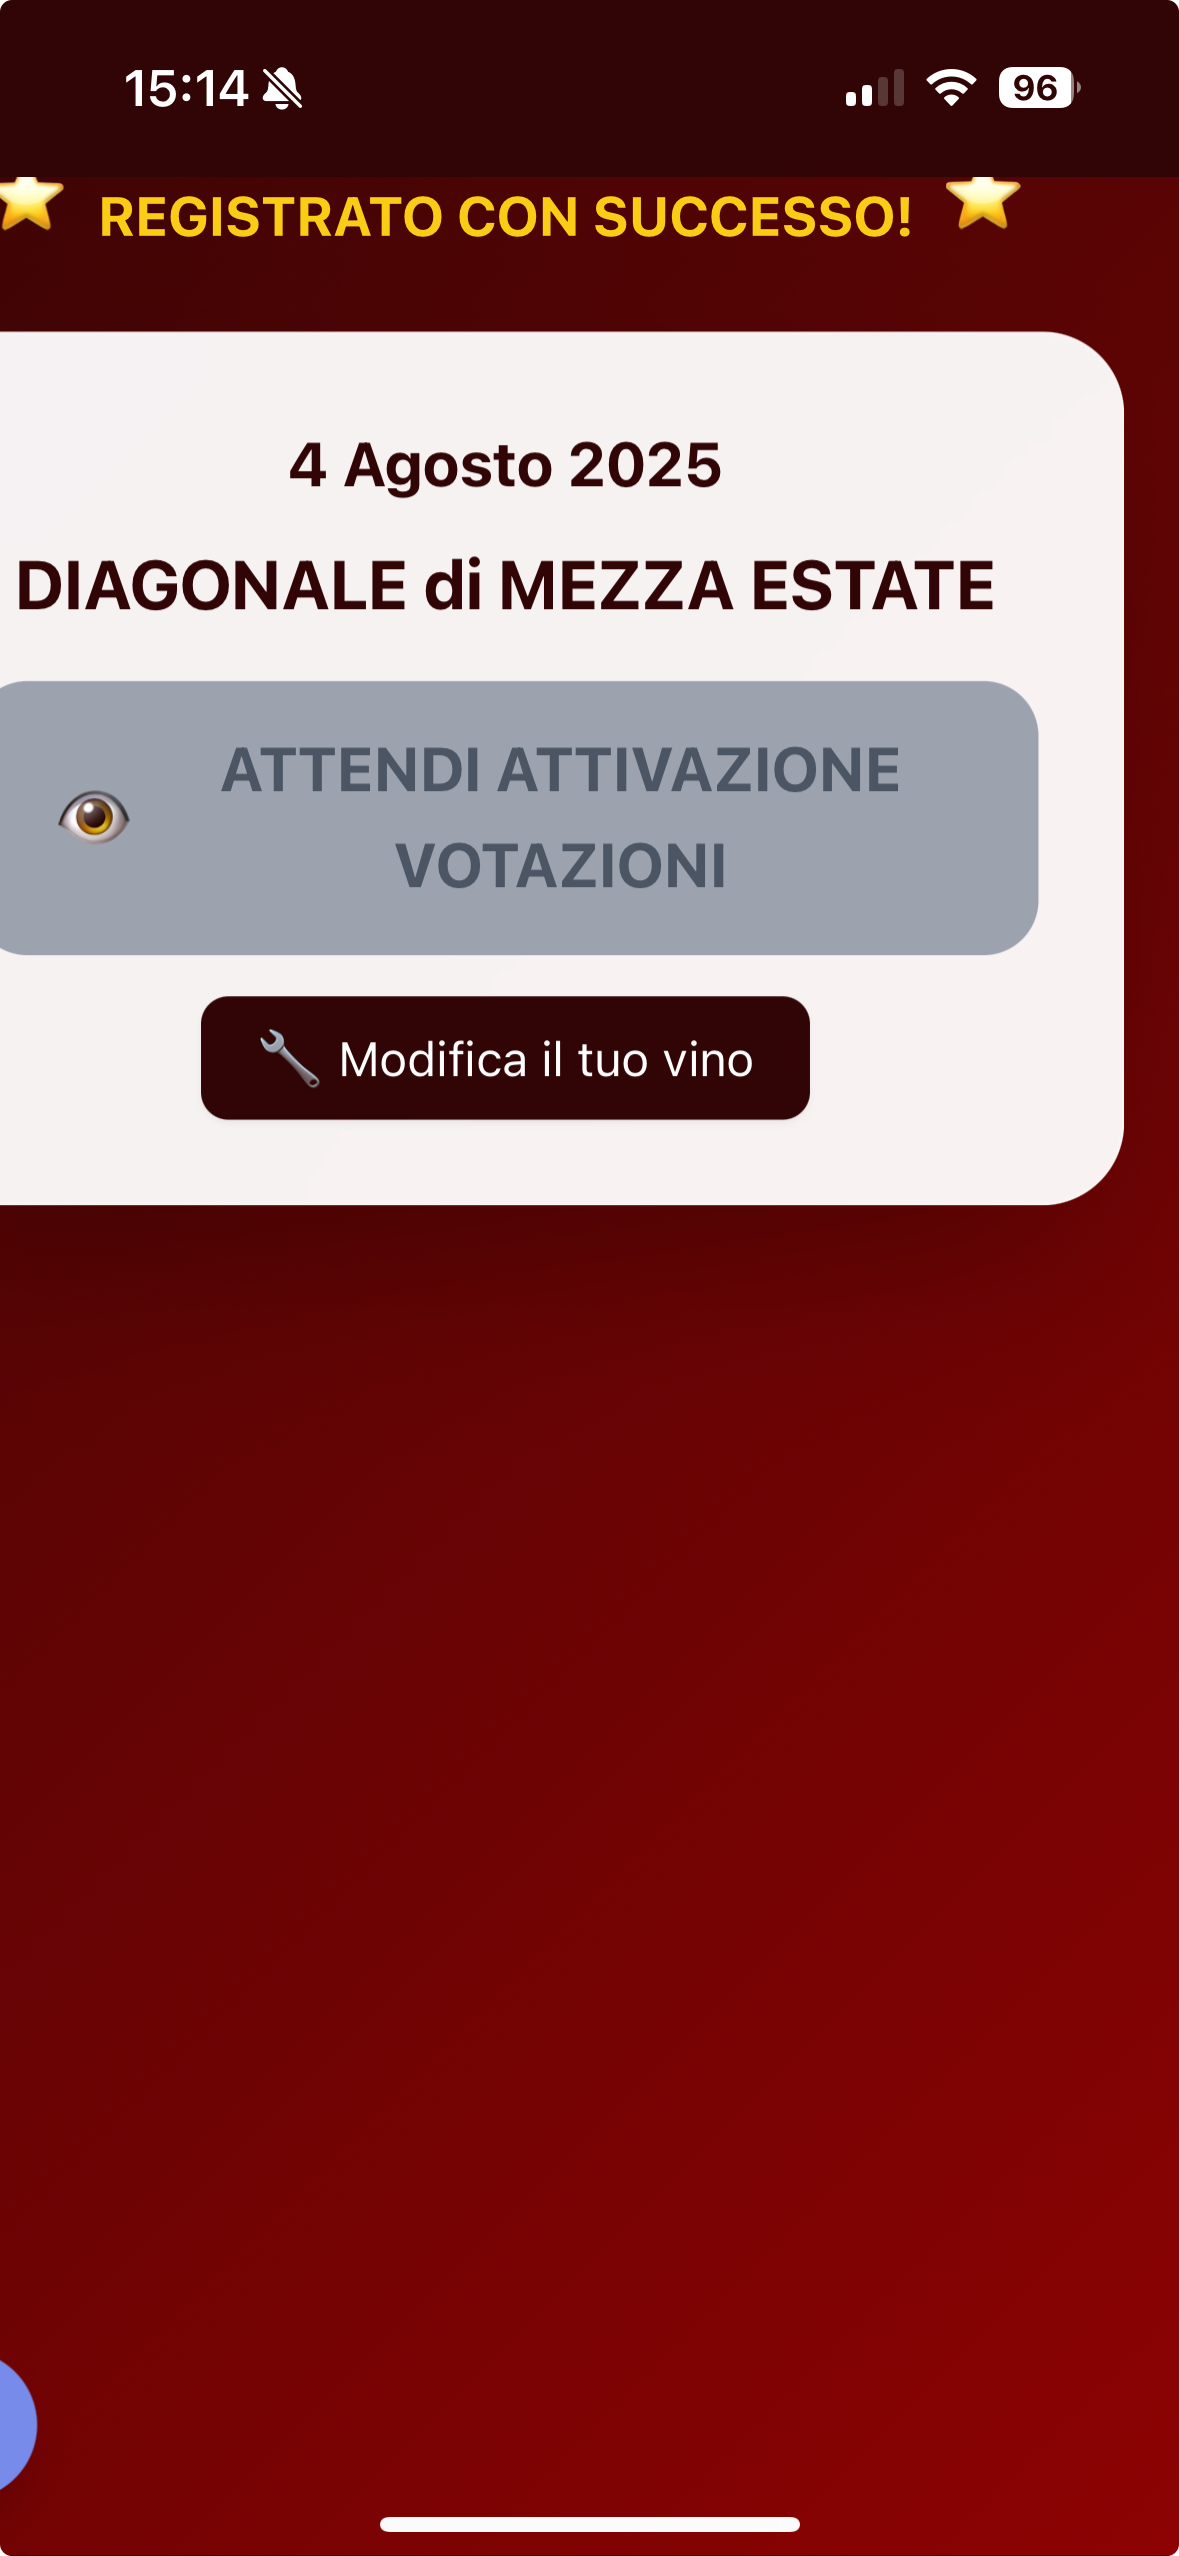 15:14
96
REGISTRATO CON SUCCESSO!
4 Agosto 2025
DIAGONALE di MEZZA ESTATE
ATTENDI ATTIVAZIONE
VOTAZIONI
Modifica il tuo vino